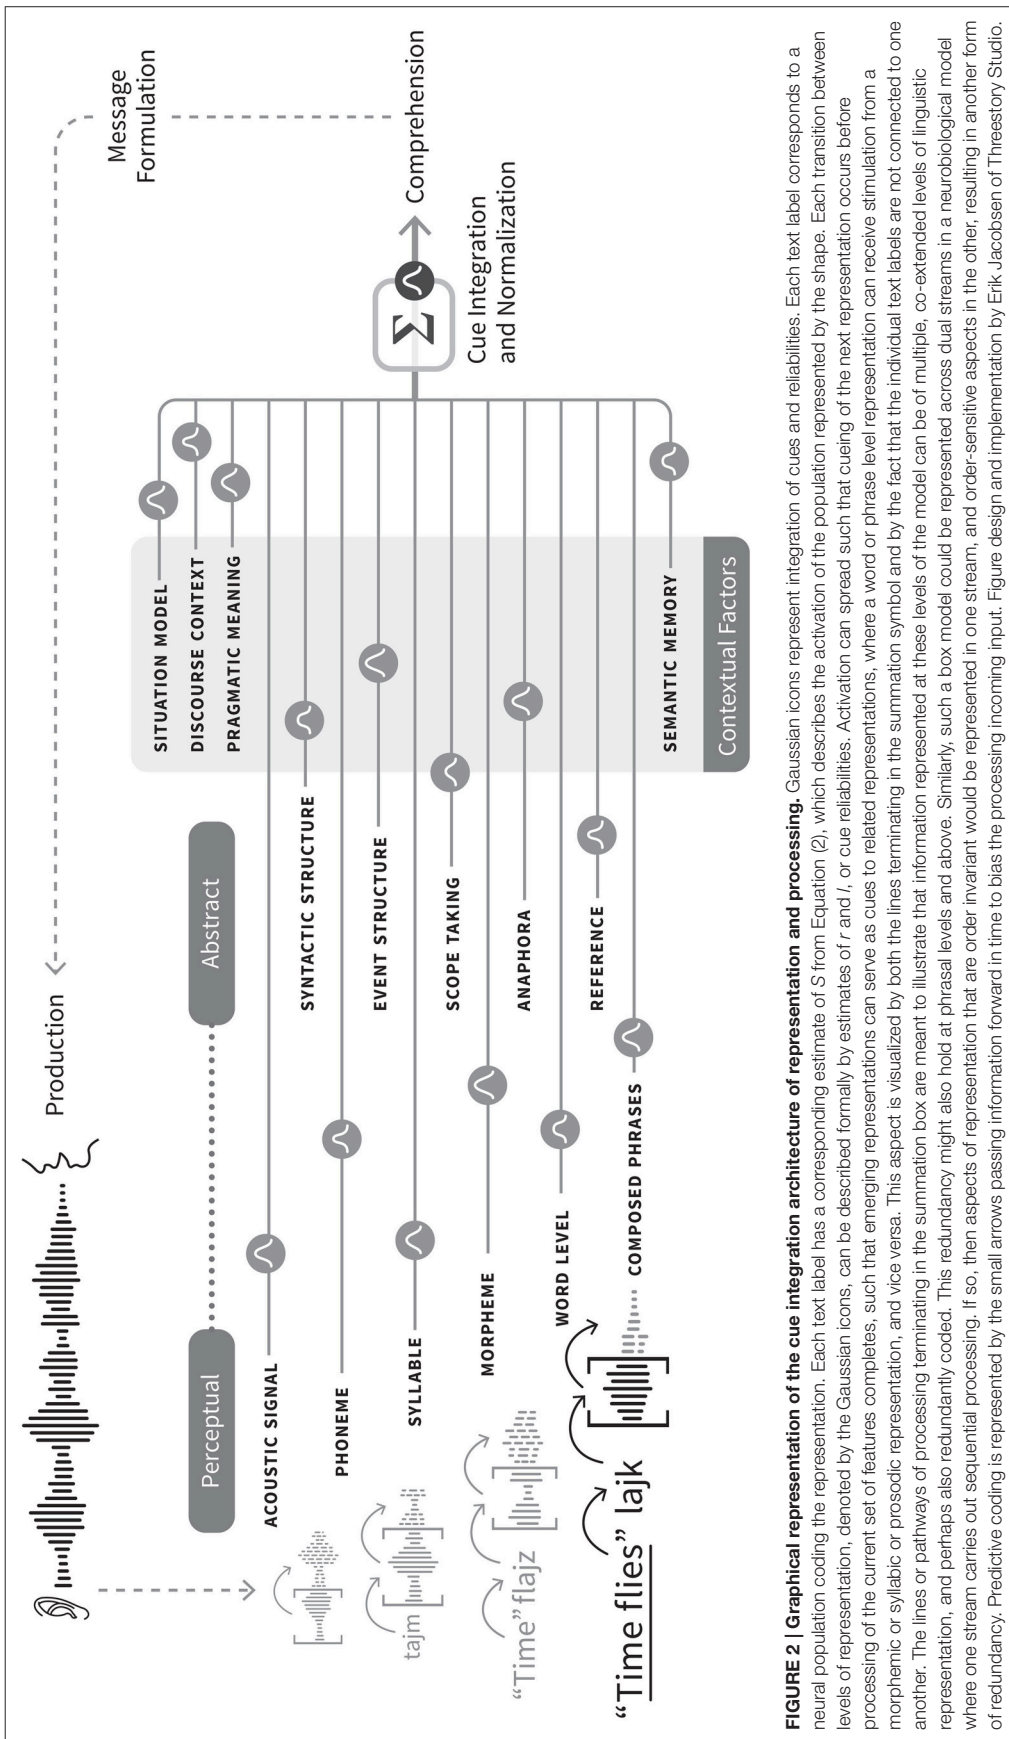 Production
Message
Formulation
Perceptual
Abstract
ACOUSTIC SIGNAL
PHONEME
SYLLABLE
MORPHEME
WORD LEVEL
COMPOSED PHRASES
SYNTACTIC STRUCTURE
EVENT STRUCTURE
SCOPE TAKING
ANAPHORA
REFERENCE
SITUATION MODEL
DISCOURSE CONTEXT
PRAGMATIC MEANING
SEMANTIC MEMORY
Contextual Factors
Σ
Cue Integration
and Normalization
Comprehension
tajm
“Time” flajz
“Time flies” lajk
FIGURE 2 | Graphical representation of the cue integration architecture of representation and processing. Gaussian icons represent integration of cues and reliabilities. Each text label corresponds to a
neural population coding the representation. Each text label has a corresponding estimate of S from Equation (2), which describes the activation of the population represented by the shape. Each transition between
levels of representation, denoted by the Gaussian icons, can be described formally by estimates of r and l, or cue reliabilities. Activation can spread such that cueing of the next representation occurs before
processing of the current set of features completes, such that emerging representations can serve as cues to related representations, where a word or phrase level representation can receive stimulation from a
morphemic or syllabic or prosodic representation, and vice versa. This aspect is visualized by both the lines terminating in the summation symbol and by the fact that the individual text labels are not connected to one
another. The lines or pathways of processing terminating in the summation box are meant to illustrate that information represented at these levels of the model can be of multiple, co-extended levels of linguistic
representation, and perhaps also redundantly coded. This redundancy might also hold at phrasal levels and above. Similarly, such a box model could be represented across dual streams in a neurobiological model
where one stream carries out sequential processing. If so, then aspects of representation that are order invariant would be represented in one stream, and order-sensitive aspects in the other, resulting in another form
of redundancy. Predictive coding is represented by the small arrows passing information forward in time to bias the processing incoming input. Figure design and implementation by Erik Jacobsen of Threestory Studio.